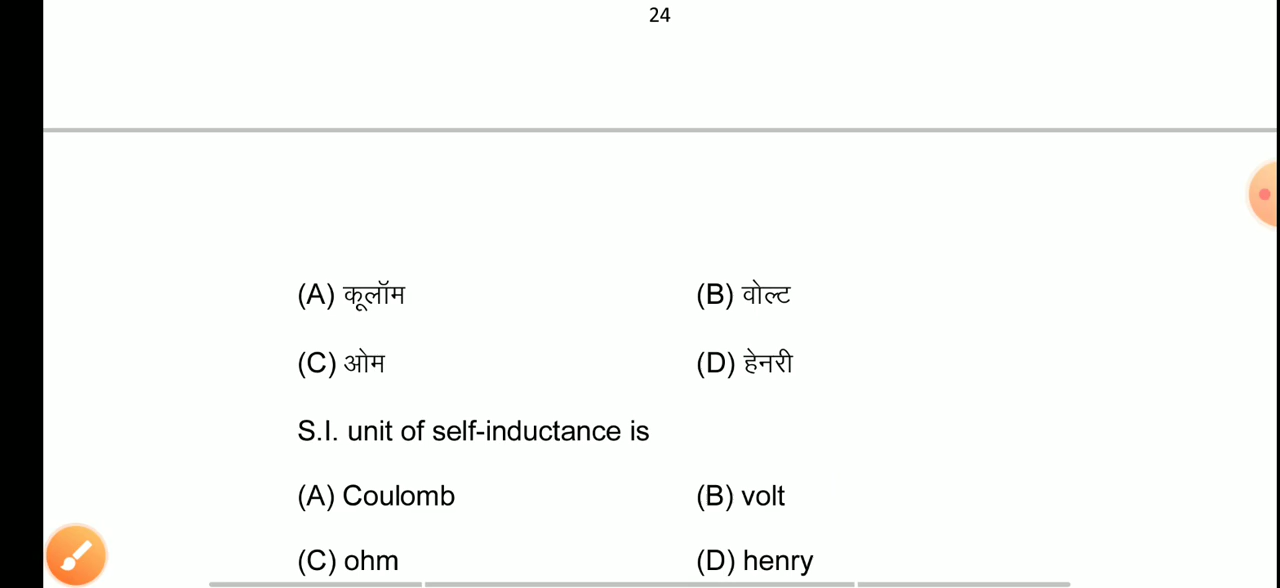 24
(A) कूलॉम (B) वोल्ट
(C) ओम (D) हेनरी
S.I. unit of self-inductance is
(A) Coulomb (B) volt
(C) ohm (D) henry